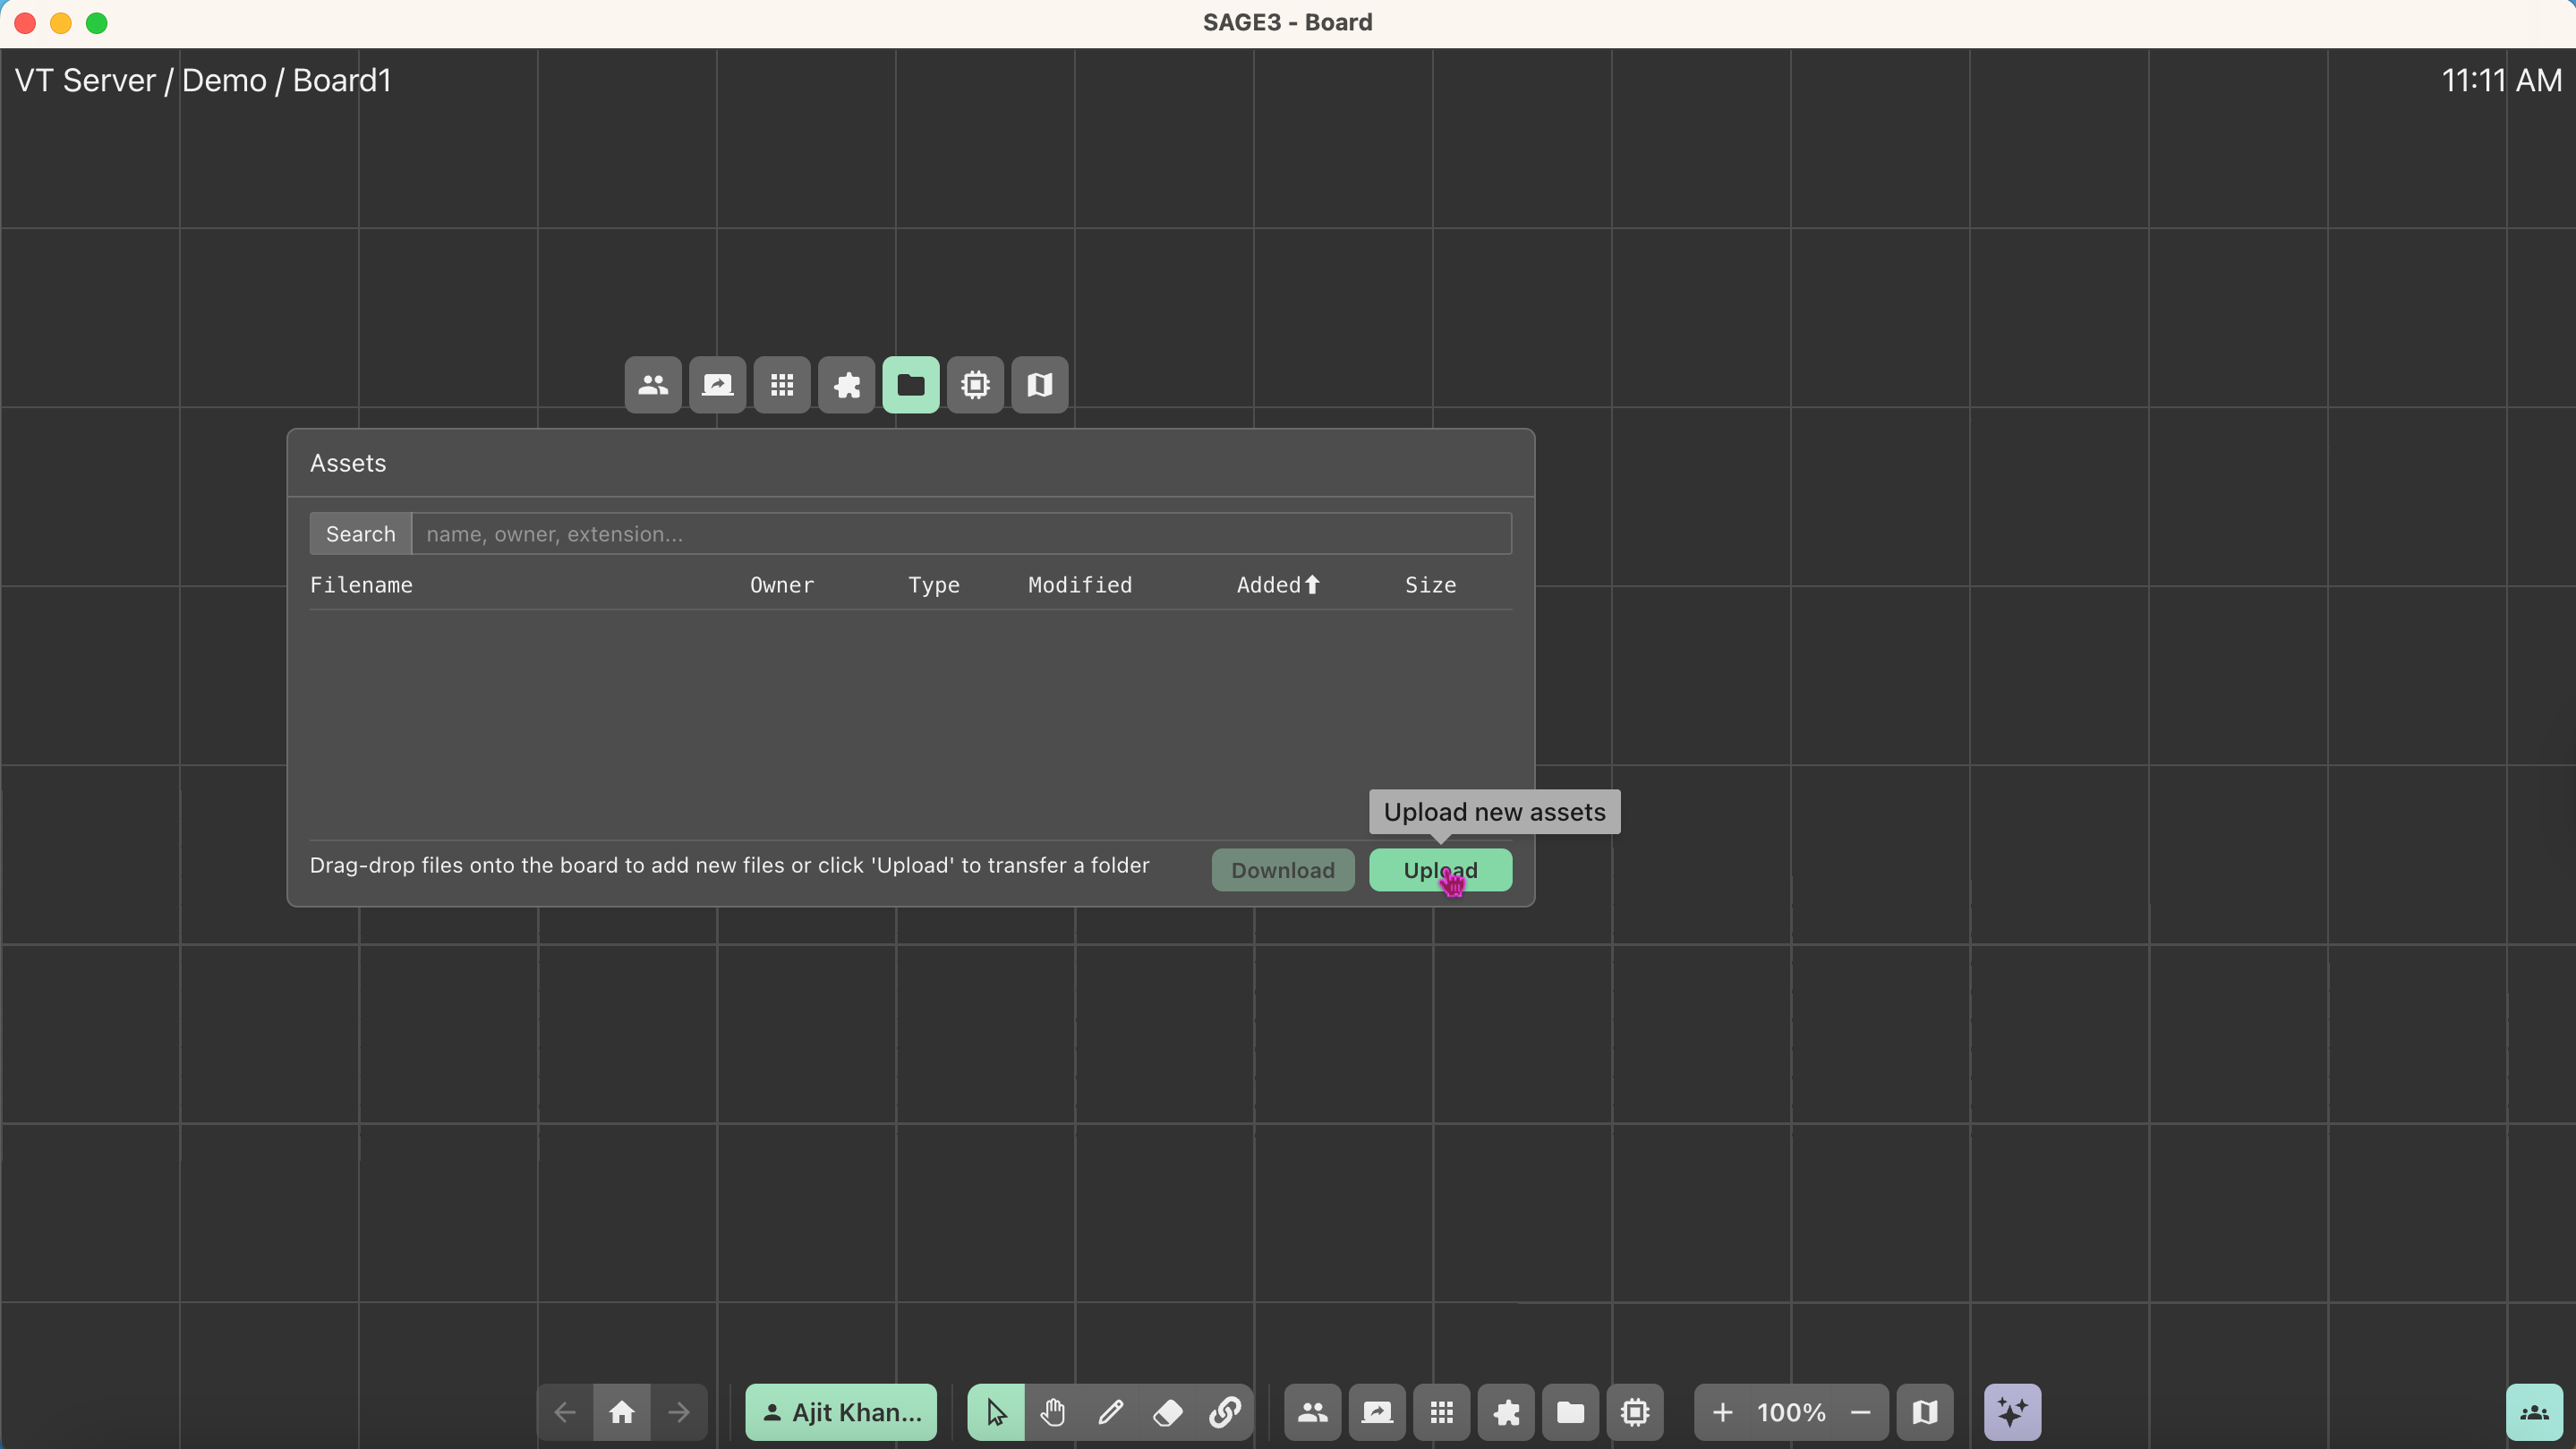 SAGE3 - Board
VT Server / Demo / Board1
11:11 AM
Assets
Search
name, owner, extension...
Filename Owner Type Modified Added Size
Upload new assets
Drag-drop files onto the board to add new files or click 'Upload' to transfer a folder
Download
Upload
Ajit Khan...
100%